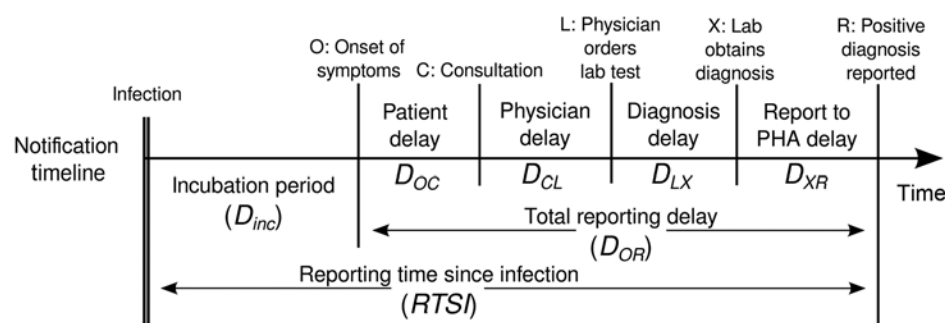 O: Onset of
symptoms
C: Consultation
L: Physician
orders
lab test
X: Lab
obtains
diagnosis
R: Positive
diagnosis
reported
Infection
Notification
timeline
Patient
delay
Physician
delay
Diagnosis
delay
Report to
PHA delay
D_OC
D_CL
D_LX
D_XR
Time
Incubation period
(D_inc)
Total reporting delay
(D_OR)
Reporting time since infection
(RTSI)